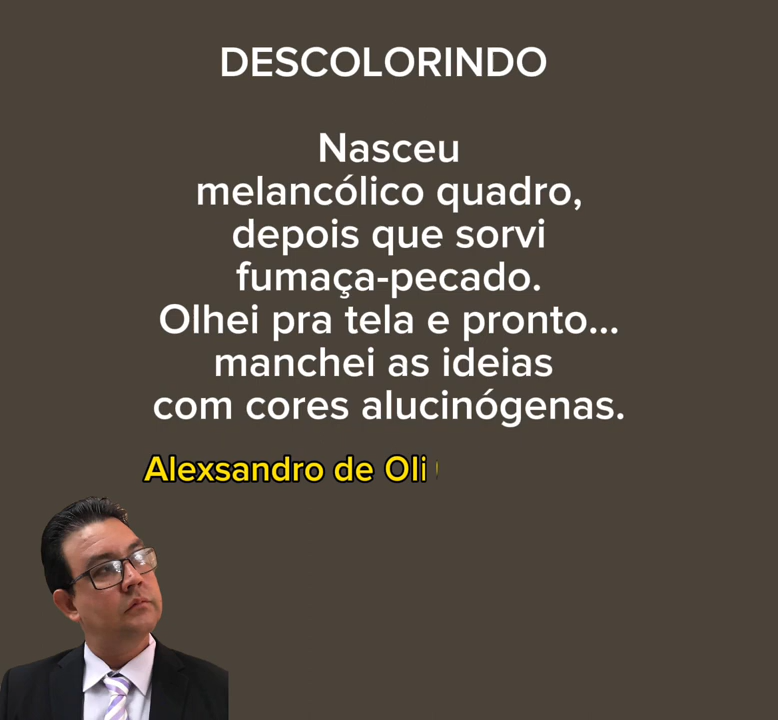 DESCOLORINDO
Nasceu
melancólico quadro,
depois que sorvi
fumaça-pecado.
Olhei pra tela e pronto...
manchei as ideias
com cores alucinógenas.
Alexsandro de Oli